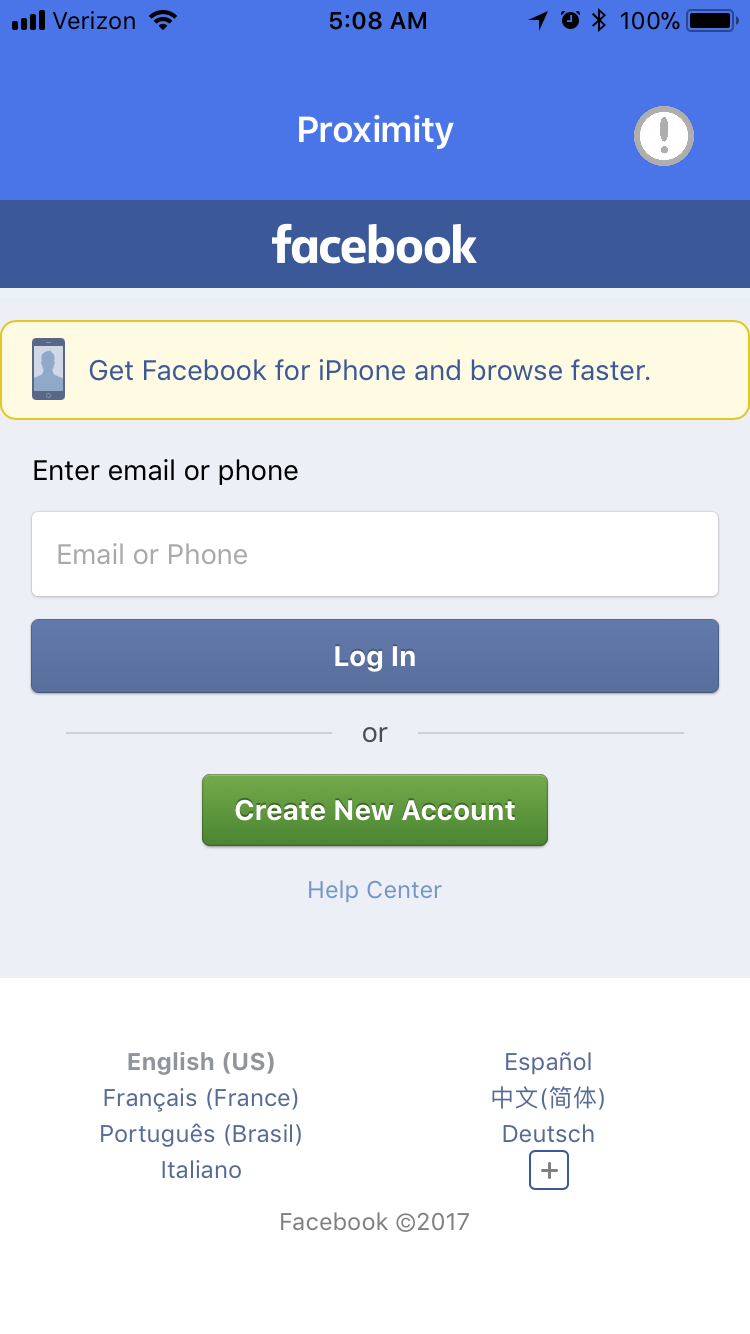 Verizon 5:08 AM 100%
Proximity
facebook
Get Facebook for iPhone and browse faster.
Enter email or phone
Email or Phone
Log In
or
Create New Account
Help Center
English (US) Español
Français (France) 中文(简体)
Português (Brasil) Deutsch
Italiano
Facebook ©2017